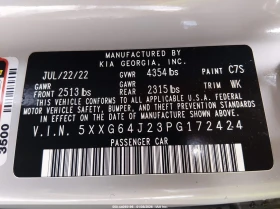 MANUFACTURED BY
KIA GEORGIA, INC.
JUL/22/22 GVWR 4354 lbs PAINT C7S
GAWR FRONT 2513 lbs GAWR REAR 2315 lbs TRIM WK
THIS VEHICLE CONFORMS TO ALL APPLICABLE FEDERAL
MOTOR VEHICLE SAFETY, BUMPER, AND THEFT PREVENTION
STANDARDS IN EFFECT ON THE DATE OF MANUFACTURE
SHOWN ABOVE.
V.I.N. 5XXG64J23PG172424
PASSENGER CAR
3500